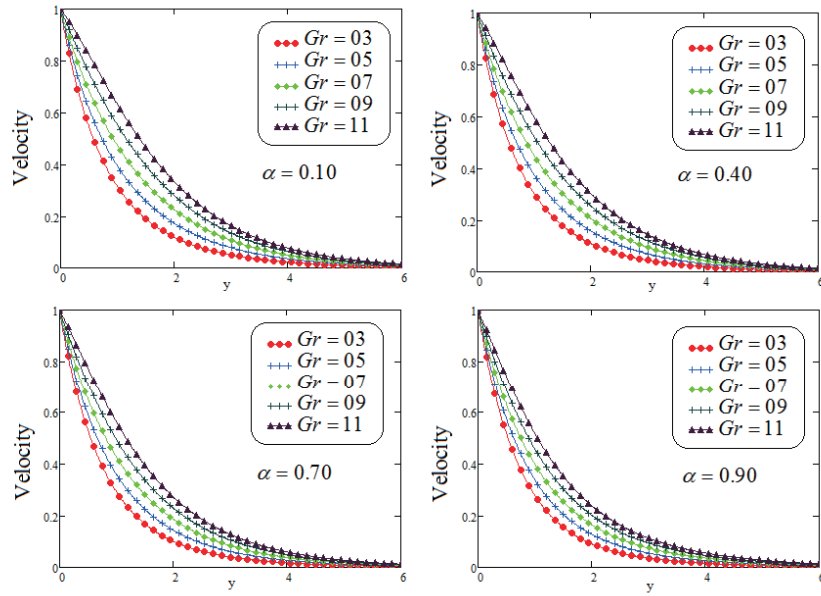 Velocity
1
0.8
0.6
0.4
0.2
0
0
2
4
6
y
Gr = 03
Gr = 05
Gr = 07
Gr = 09
Gr = 11
α = 0.10
Velocity
1
0.8
0.6
0.4
0.2
0
0
2
4
6
y
Gr = 03
Gr = 05
Gr = 07
Gr = 09
Gr = 11
α = 0.40
Velocity
1
0.8
0.6
0.4
0.2
0
0
2
4
6
y
Gr = 03
Gr = 05
Gr - 07
Gr = 09
Gr = 11
α = 0.70
Velocity
1
0.8
0.6
0.4
0.2
0
0
2
4
6
y
Gr = 03
Gr = 05
Gr - 07
Gr = 09
Gr = 11
α = 0.90